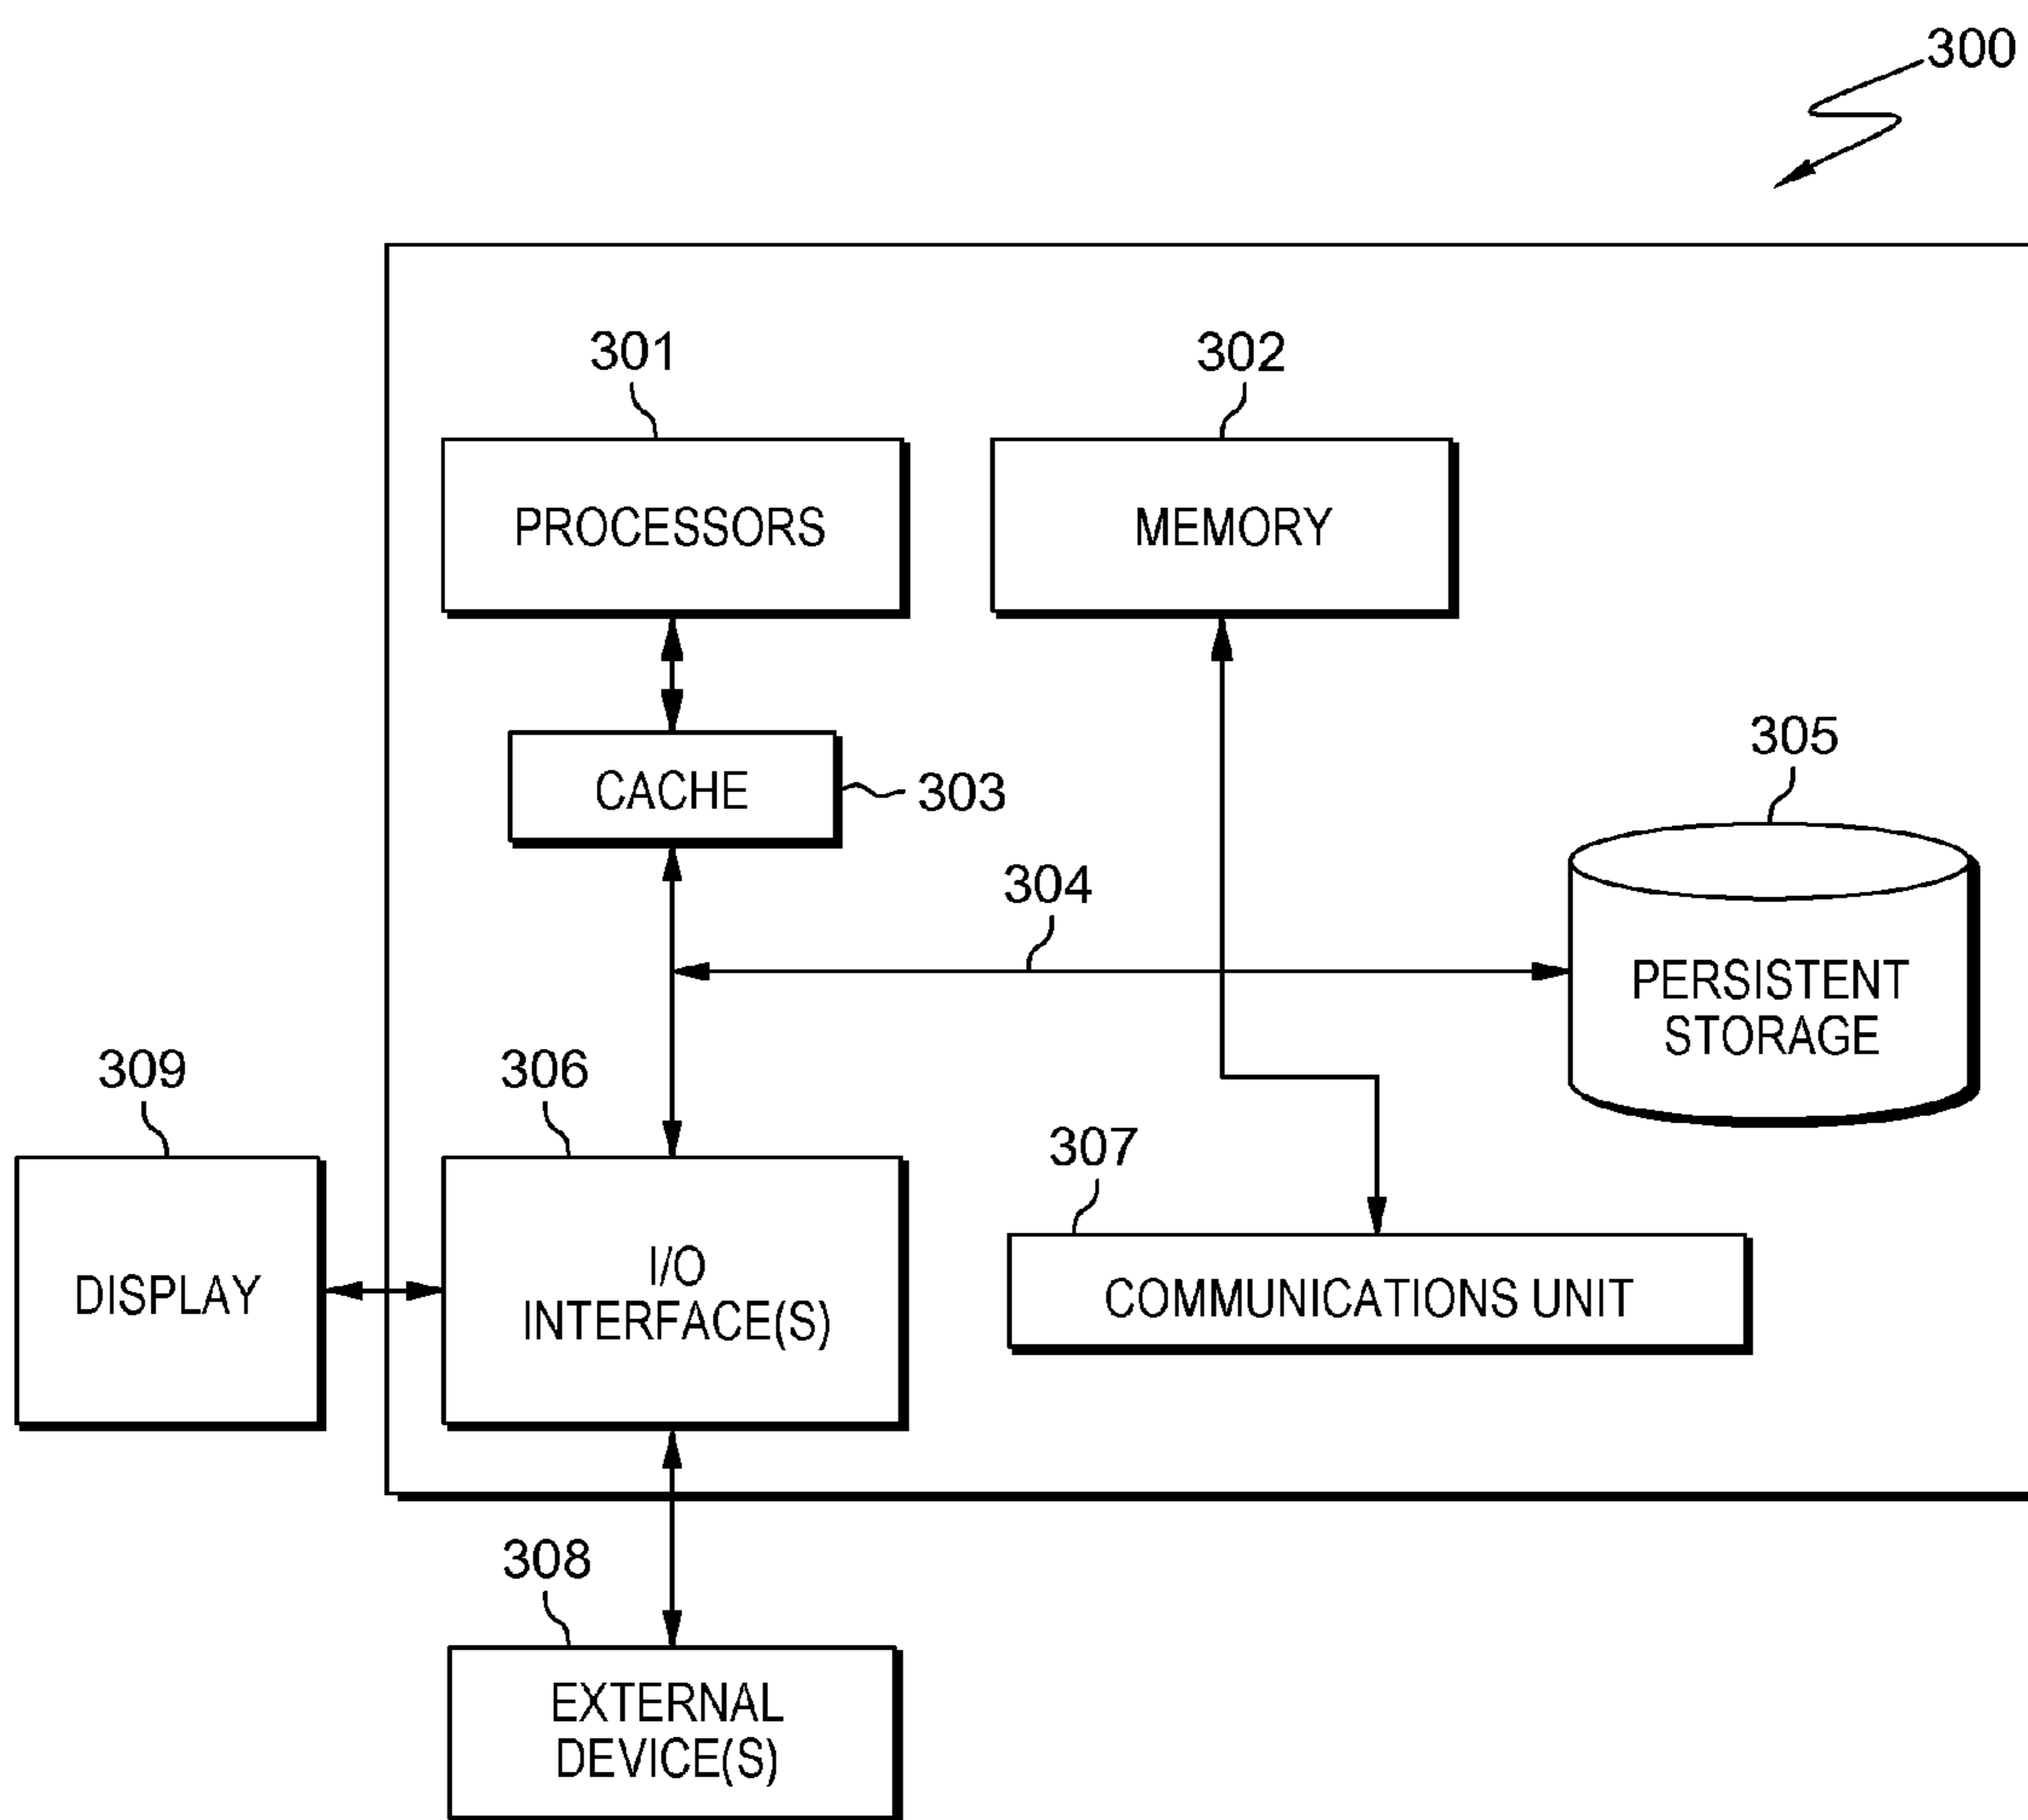 300
301
302
PROCESSORS
MEMORY
CACHE
303
304
305
PERSISTENT
STORAGE
309
306
307
DISPLAY
I/O
INTERFACE(S)
COMMUNICATIONS UNIT
308
EXTERNAL
DEVICE(S)